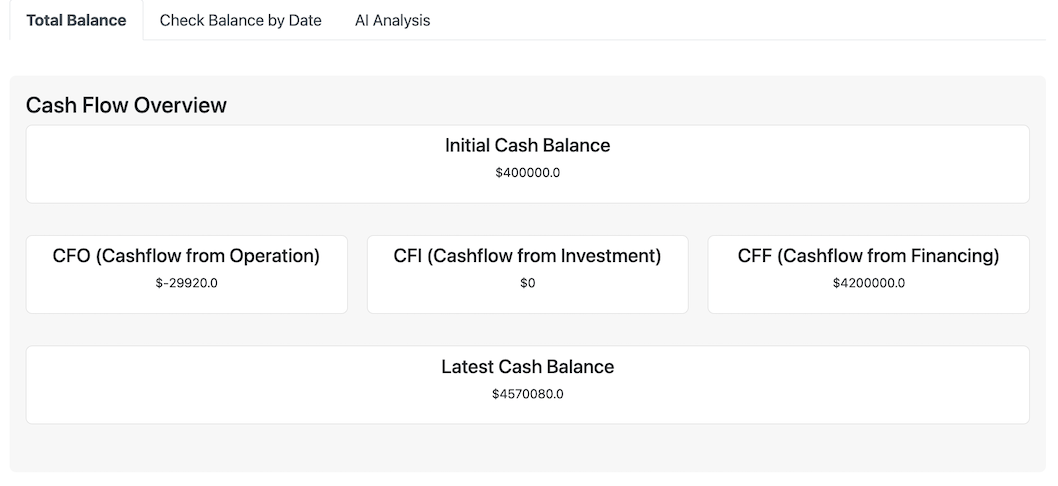 Total Balance
Check Balance by Date
AI Analysis
Cash Flow Overview
Initial Cash Balance
$400000.0
CFO (Cashflow from Operation)
$-29920.0
CFI (Cashflow from Investment)
$0
CFF (Cashflow from Financing)
$4200000.0
Latest Cash Balance
$4570080.0